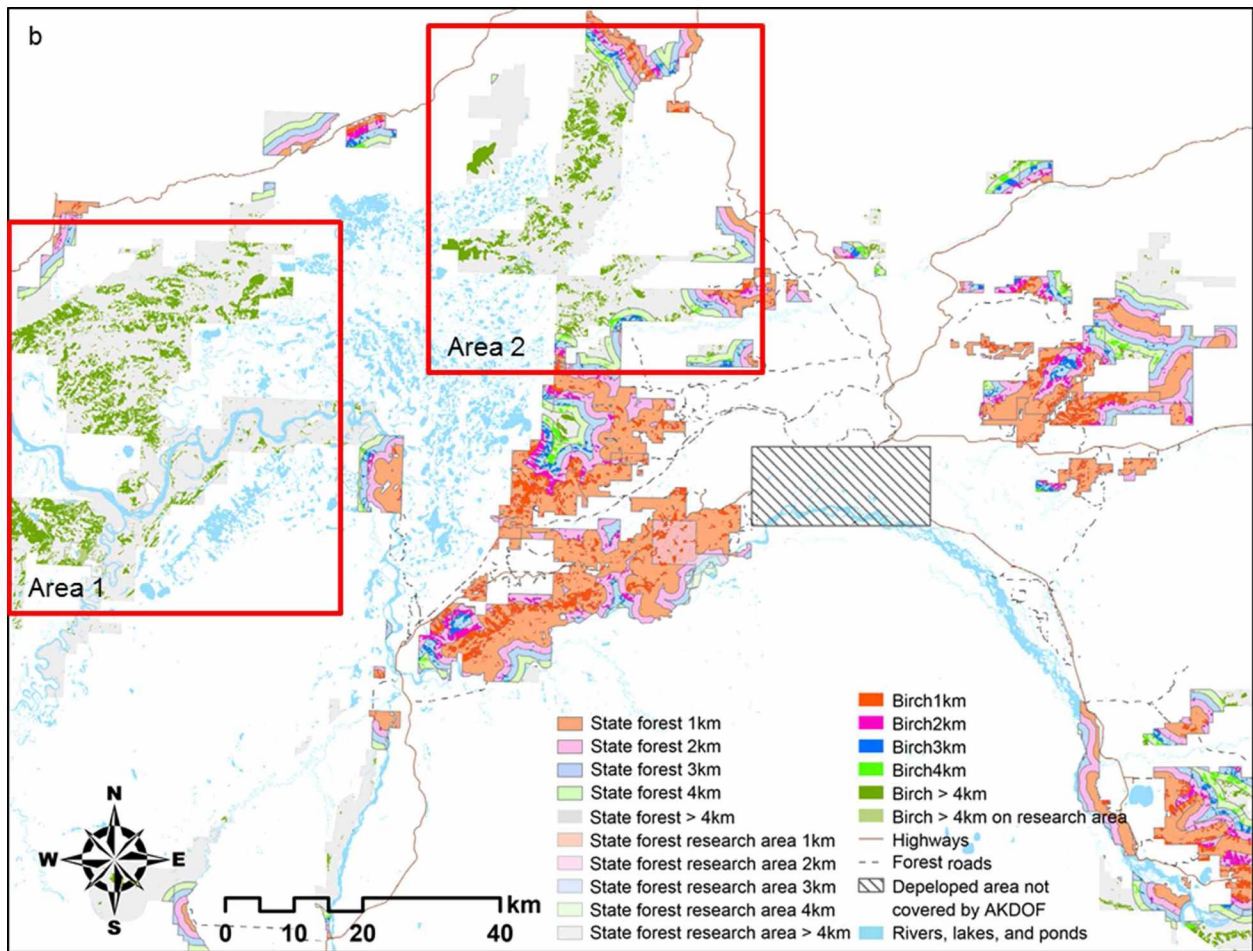 b
Area 2
Area 1
State forest 1km
State forest 2km
State forest 3km
State forest 4km
State forest > 4km
State forest research area 1km
State forest research area 2km
State forest research area 3km
State forest research area 4km
State forest research area > 4km
Birch1km
Birch2km
Birch3km
Birch4km
Birch > 4km
Birch > 4km on research area
Highways
Forest roads
Depeloped area not
covered by AKDOF
Rivers, lakes, and ponds
N
W E
S
km
0 10 20 40